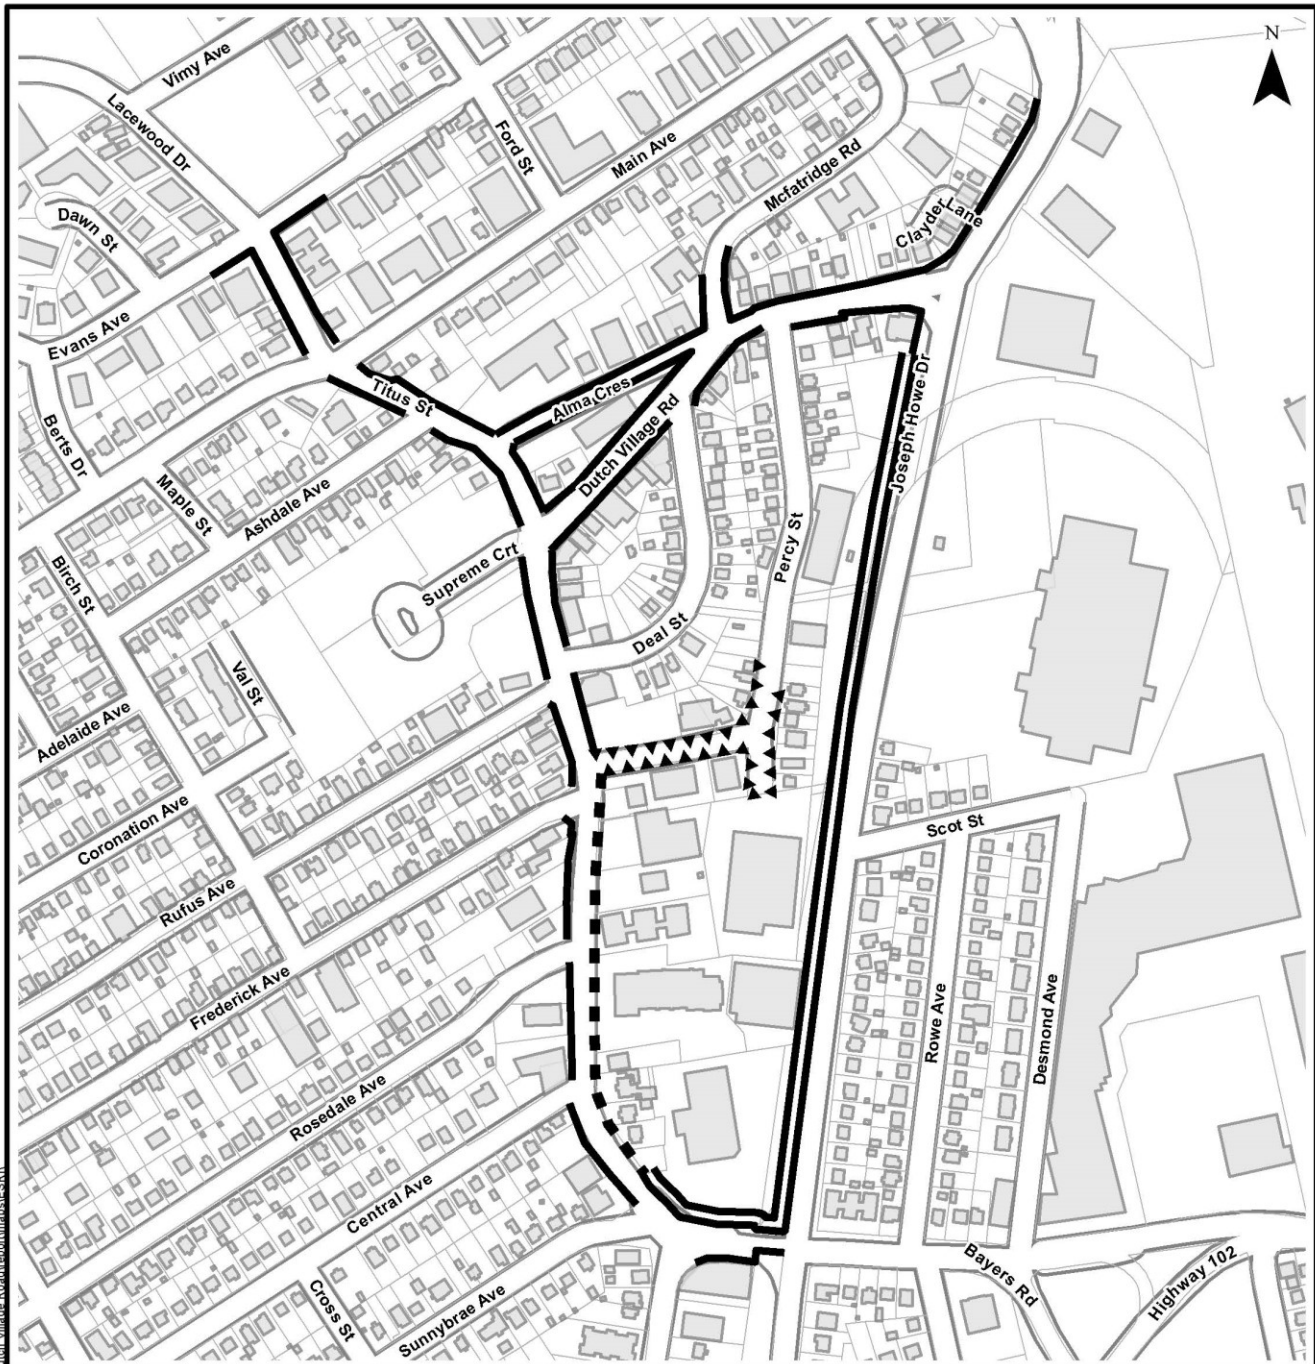 N
Vimy Ave
Lacewood Dr
Ford St
Main Ave
Mcfatridge Rd
Dawn St
Clayder Lane
Evans Ave
Titus St
Alma Cres
Dutch Village Rd
Joseph Howe Dr
Berts Dr
Maple St
Ashdale Ave
Percy St
Birch St
Supreme Crt
Deal St
Val St
Adelaide Ave
Coronation Ave
Scot St
Rufus Ave
Frederick Ave
Rowe Ave
Desmond Ave
Rosedale Ave
Central Ave
Cross St
Sunnybrae Ave
Bayers Rd
Highway 102